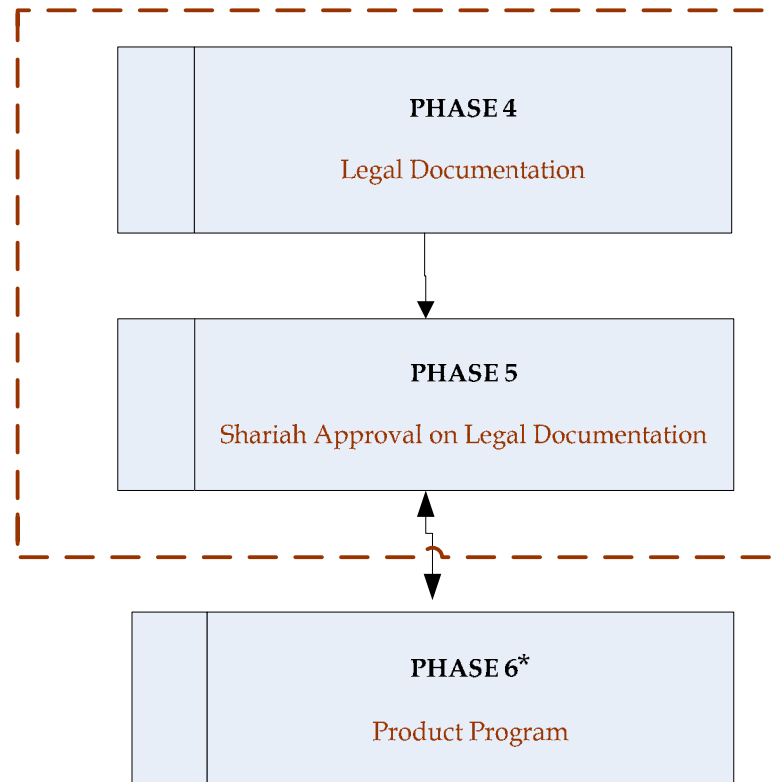 PHASE 4
Legal Documentation
PHASE 5
Shariah Approval on Legal Documentation
PHASE 6*
Product Program